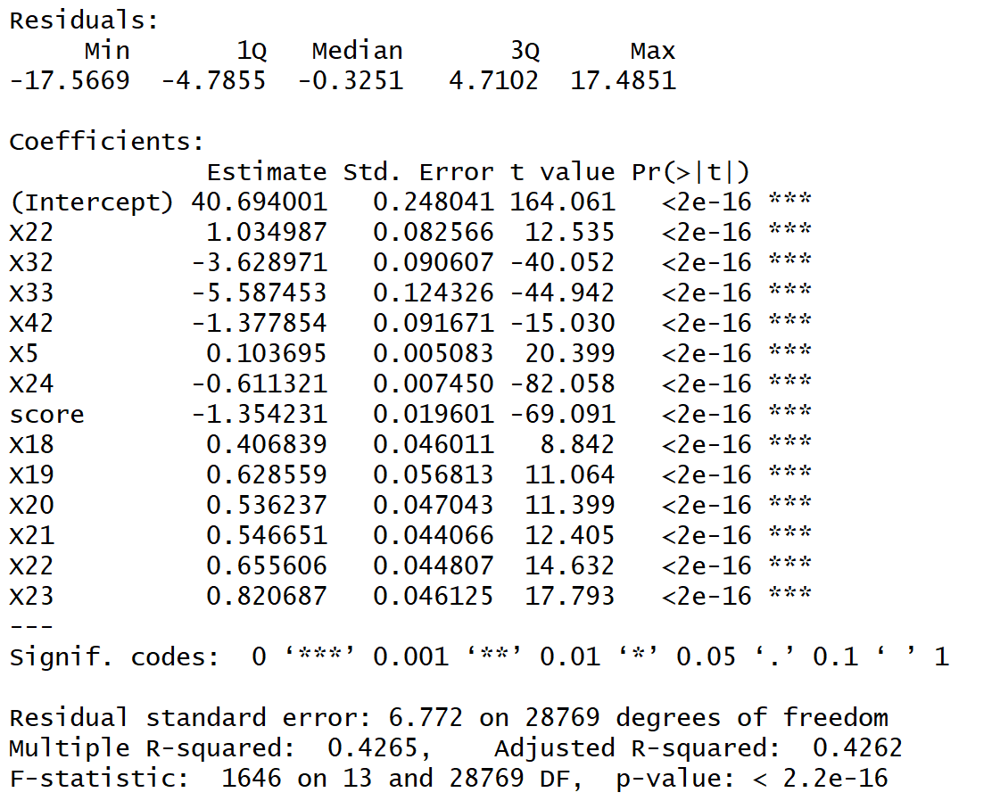 Residuals:
     Min       1Q   Median       3Q      Max
-17.5669  -4.7855  -0.3251   4.7102  17.4851

Coefficients:
             Estimate Std. Error t value Pr(>|t|)
(Intercept) 40.694001   0.248041 164.061   <2e-16 ***
X22          1.034987   0.082566  12.535   <2e-16 ***
X32         -3.628971   0.090607 -40.052   <2e-16 ***
X33         -5.587453   0.124326 -44.942   <2e-16 ***
X42         -1.377854   0.091671 -15.030   <2e-16 ***
X5           0.103695   0.005083  20.399   <2e-16 ***
X24         -0.611321   0.007450 -82.058   <2e-16 ***
score       -1.354231   0.019601 -69.091   <2e-16 ***
X18          0.406839   0.046011   8.842   <2e-16 ***
X19          0.628559   0.056813  11.064   <2e-16 ***
X20          0.536237   0.047043  11.399   <2e-16 ***
X21          0.546651   0.044066  12.405   <2e-16 ***
X22          0.655606   0.044807  14.632   <2e-16 ***
X23          0.820687   0.046125  17.793   <2e-16 ***
---
Signif. codes:  0 ‘***’ 0.001 ‘**’ 0.01 ‘*’ 0.05 ‘.’ 0.1 ‘ ’ 1

Residual standard error: 6.772 on 28769 degrees of freedom
Multiple R-squared:  0.4265,    Adjusted R-squared:  0.4262
F-statistic:  1646 on 13 and 28769 DF,  p-value: < 2.2e-16